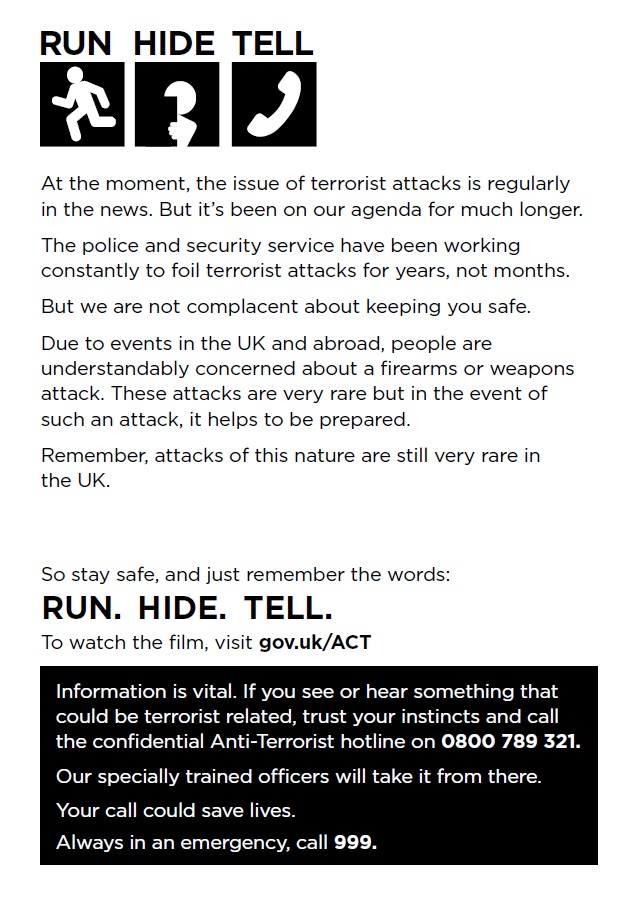 RUN HIDE TELL
At the moment, the issue of terrorist attacks is regularly
in the news. But it’s been on our agenda for much longer.
The police and security service have been working
constantly to foil terrorist attacks for years, not months.
But we are not complacent about keeping you safe.
Due to events in the UK and abroad, people are
understandably concerned about a firearms or weapons
attack. These attacks are very rare but in the event of
such an attack, it helps to be prepared.
Remember, attacks of this nature are still very rare in
the UK.
So stay safe, and just remember the words:
RUN. HIDE. TELL.
To watch the film, visit gov.uk/ACT
Information is vital. If you see or hear something that
could be terrorist related, trust your instincts and call
the confidential Anti-Terrorist hotline on 0800 789 321.
Our specially trained officers will take it from there.
Your call could save lives.
Always in an emergency, call 999.